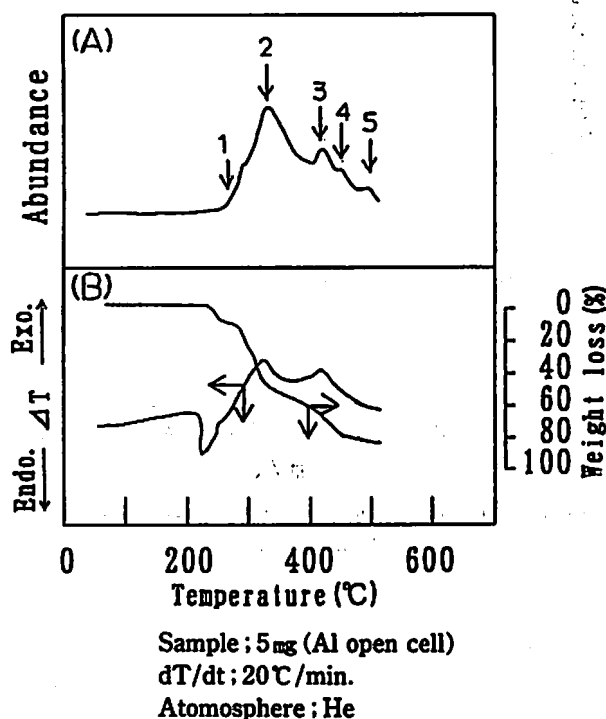 (A)
1
2
3
4
5
Abundance
(B)
Exo.
ΔT
Endo.
0
20
40
60
80
100
Weight loss (%)
0 200 400 600
Temperature (℃)
Sample ; 5mg (Al open cell)
dT/dt ; 20℃/min.
Atomosphere ; He